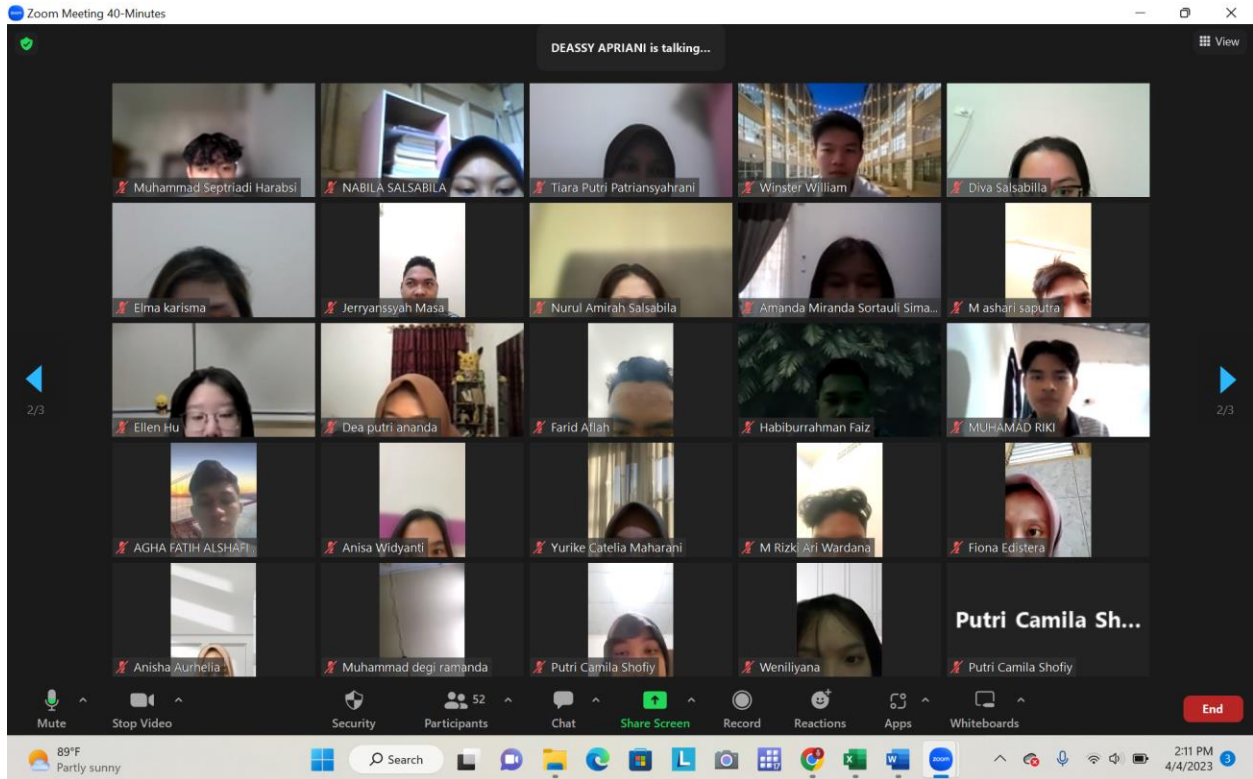 Zoom Meeting 40-Minutes
DEASSY APRIANI is talking...
View
Muhammad Septriadi Harabsi
NABILA SALSABILA
Tiara Putri Patriansyahrani
Winster William
Diva Salsabilla
Elma karisma
Jerryanssyah Masa
Nurul Amirah Salsabila
Amanda Miranda Sortauli Sima...
M ashari saputra
2/3
2/3
Ellen Hu
Dea putri ananda
Farid Aflah
Habiburrahman Faiz
MUHAMAD RIKI
AGHA FATIH ALSHAFI
Anisa Widyanti
Yurike Catelia Maharani
M Rizki Ari Wardana
Fiona Edistera
Putri Camila Sh...
Anisha Aurhelia
Muhammad degi ramanda
Putri Camila Shofiy
Weniliyana
Putri Camila Shofiy
Mute
Stop Video
Security
52
Participants
Chat
Share Screen
Record
Reactions
Apps
Whiteboards
End
89°F
Partly sunny
Search
2:11 PM
4/4/2023
3